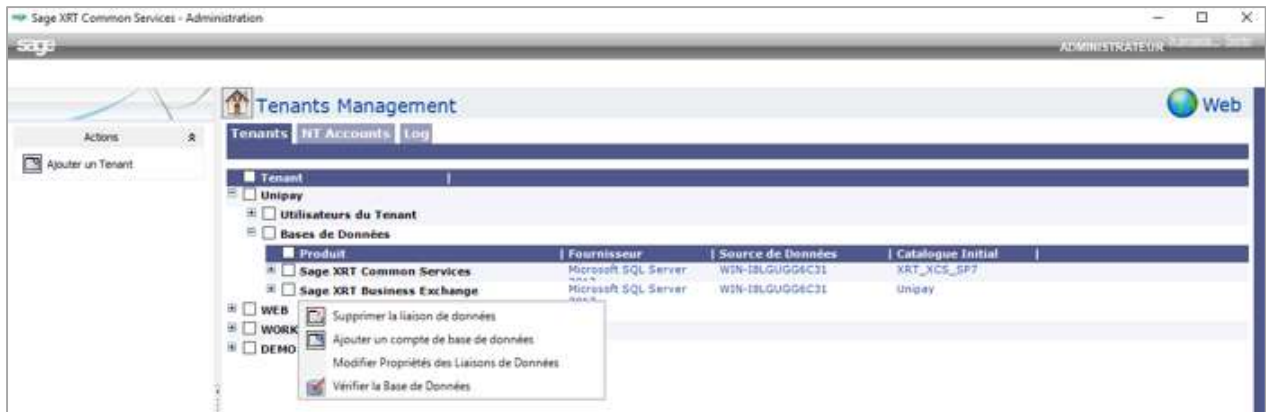 Sage XRT Common Services - Administration
sage
ADMINISTRATEUR
Tenants Management
Web
Actions
Tenants NT Accounts Log
Ajouter un Tenant
Tenant
Unipay
Utilisateurs du Tenant
Bases de Données
Produit | Fournisseur | Source de Données | Catalogue Initial |
Sage XRT Common Services Microsoft SQL Server WIN-I8LGUGG6C31 XRT_XCS_SP7
Sage XRT Business Exchange Microsoft SQL Server WIN-I8LGUGG6C31 Unipay
WEB
Supprimer la liaison de données
WORK
Ajouter un compte de base de données
DEMO
Modifier Propriétés des Liaisons de Données
Vérifier la Base de Données